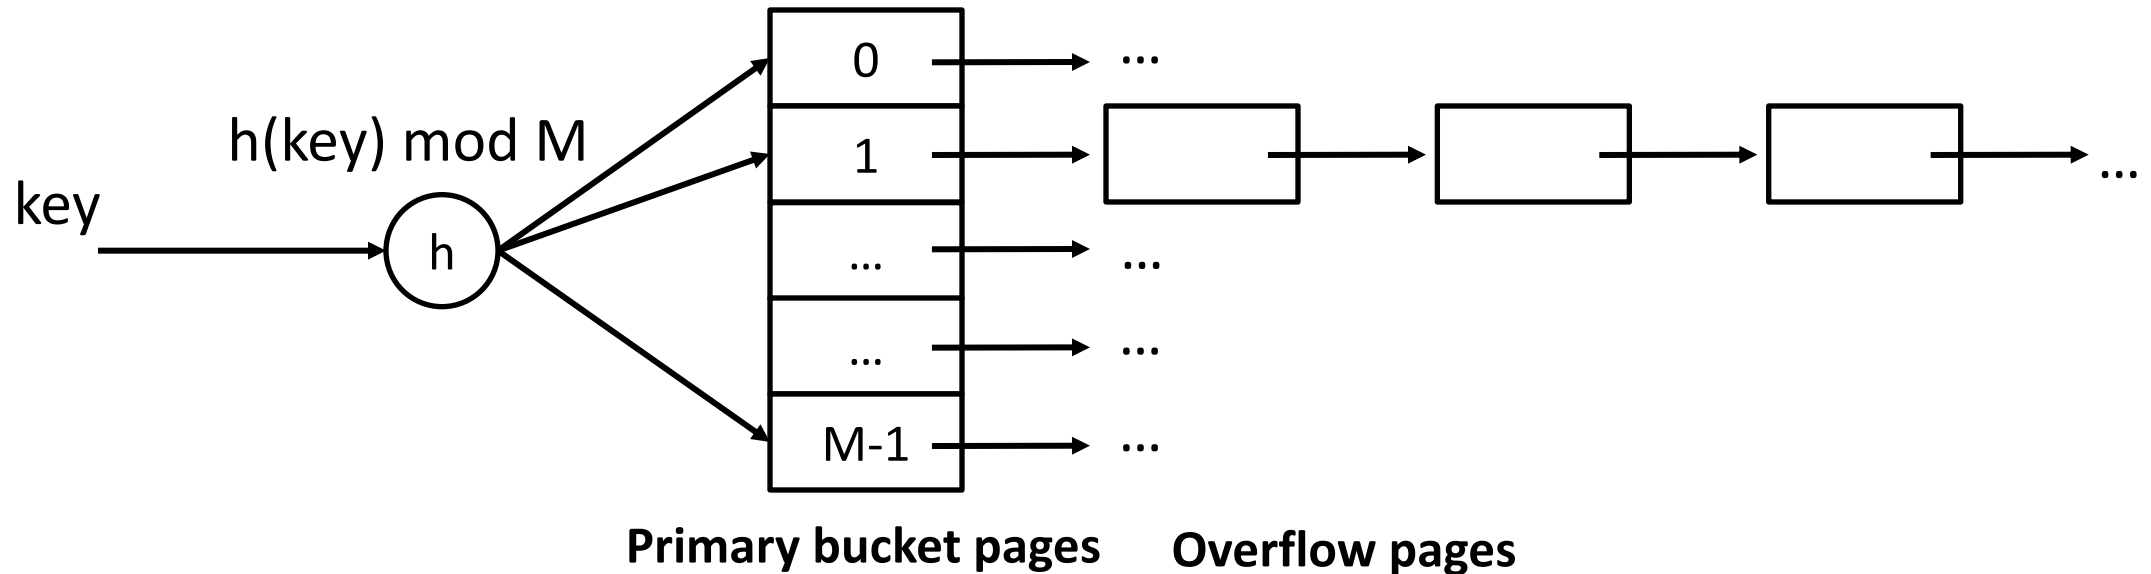 0 ...
h(key) mod M
1
...
key
h
... ...
... ...
M-1 ...
Primary bucket pages Overflow pages